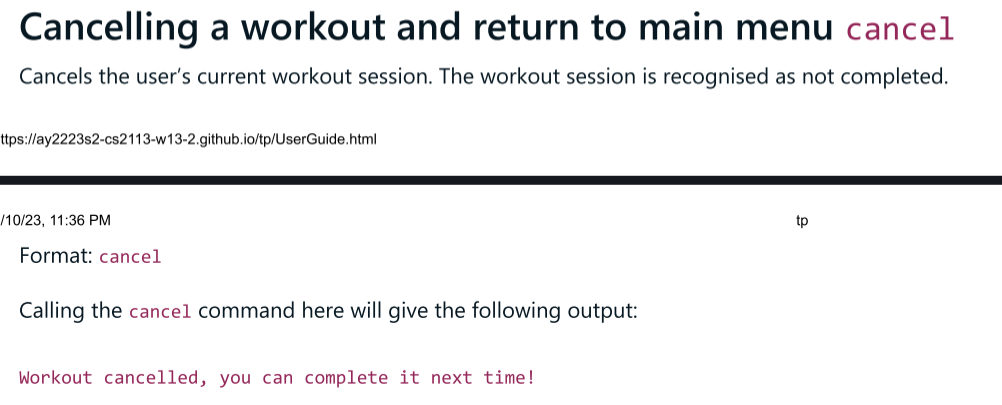 Cancelling a workout and return to main menu cancel
Cancels the user's current workout session. The workout session is recognised as not completed.
ttps://ay2223s2-cs2113-w13-2.github.io/tp/UserGuide.html
/10/23, 11:36 PM tp
Format: cancel
Calling the cancel command here will give the following output:
Workout cancelled, you can complete it next time!